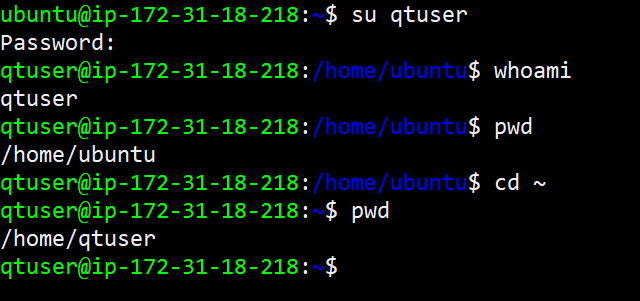 ubuntu@ip-172-31-18-218:~$ su qtuser
Password:
qtuser@ip-172-31-18-218:/home/ubuntu$ whoami
qtuser
qtuser@ip-172-31-18-218:/home/ubuntu$ pwd
/home/ubuntu
qtuser@ip-172-31-18-218:/home/ubuntu$ cd ~
qtuser@ip-172-31-18-218:~$ pwd
/home/qtuser
qtuser@ip-172-31-18-218:~$